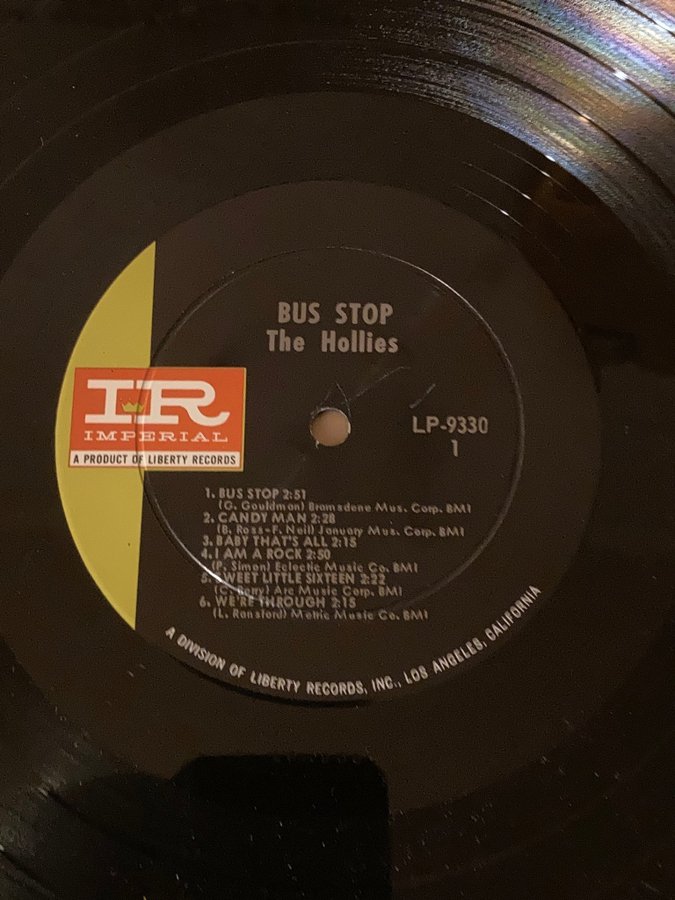 BUS STOP
The Hollies
IR
IMPERIAL
A PRODUCT OF LIBERTY RECORDS
LP-9330
1
1. BUS STOP 2:51
(G. Gouldman) Bramsdene Mus. Corp. BMI
2. CANDY MAN 2:28
(B. Ross-F. Neil) January Mus. Corp. BMI
3. BABY THAT'S ALL 2:15
4. I AM A ROCK 2:50
(P. Simon) Eclectic Music Co. BMI
5. SWEET LITTLE SIXTEEN 2:22
(C. Berry) Arc Music Corp. BMI
6. WE'RE THROUGH 2:15
(L. Ransford) Metric Music Co. BMI
A DIVISION OF LIBERTY RECORDS, INC., LOS ANGELES, CALIFORNIA